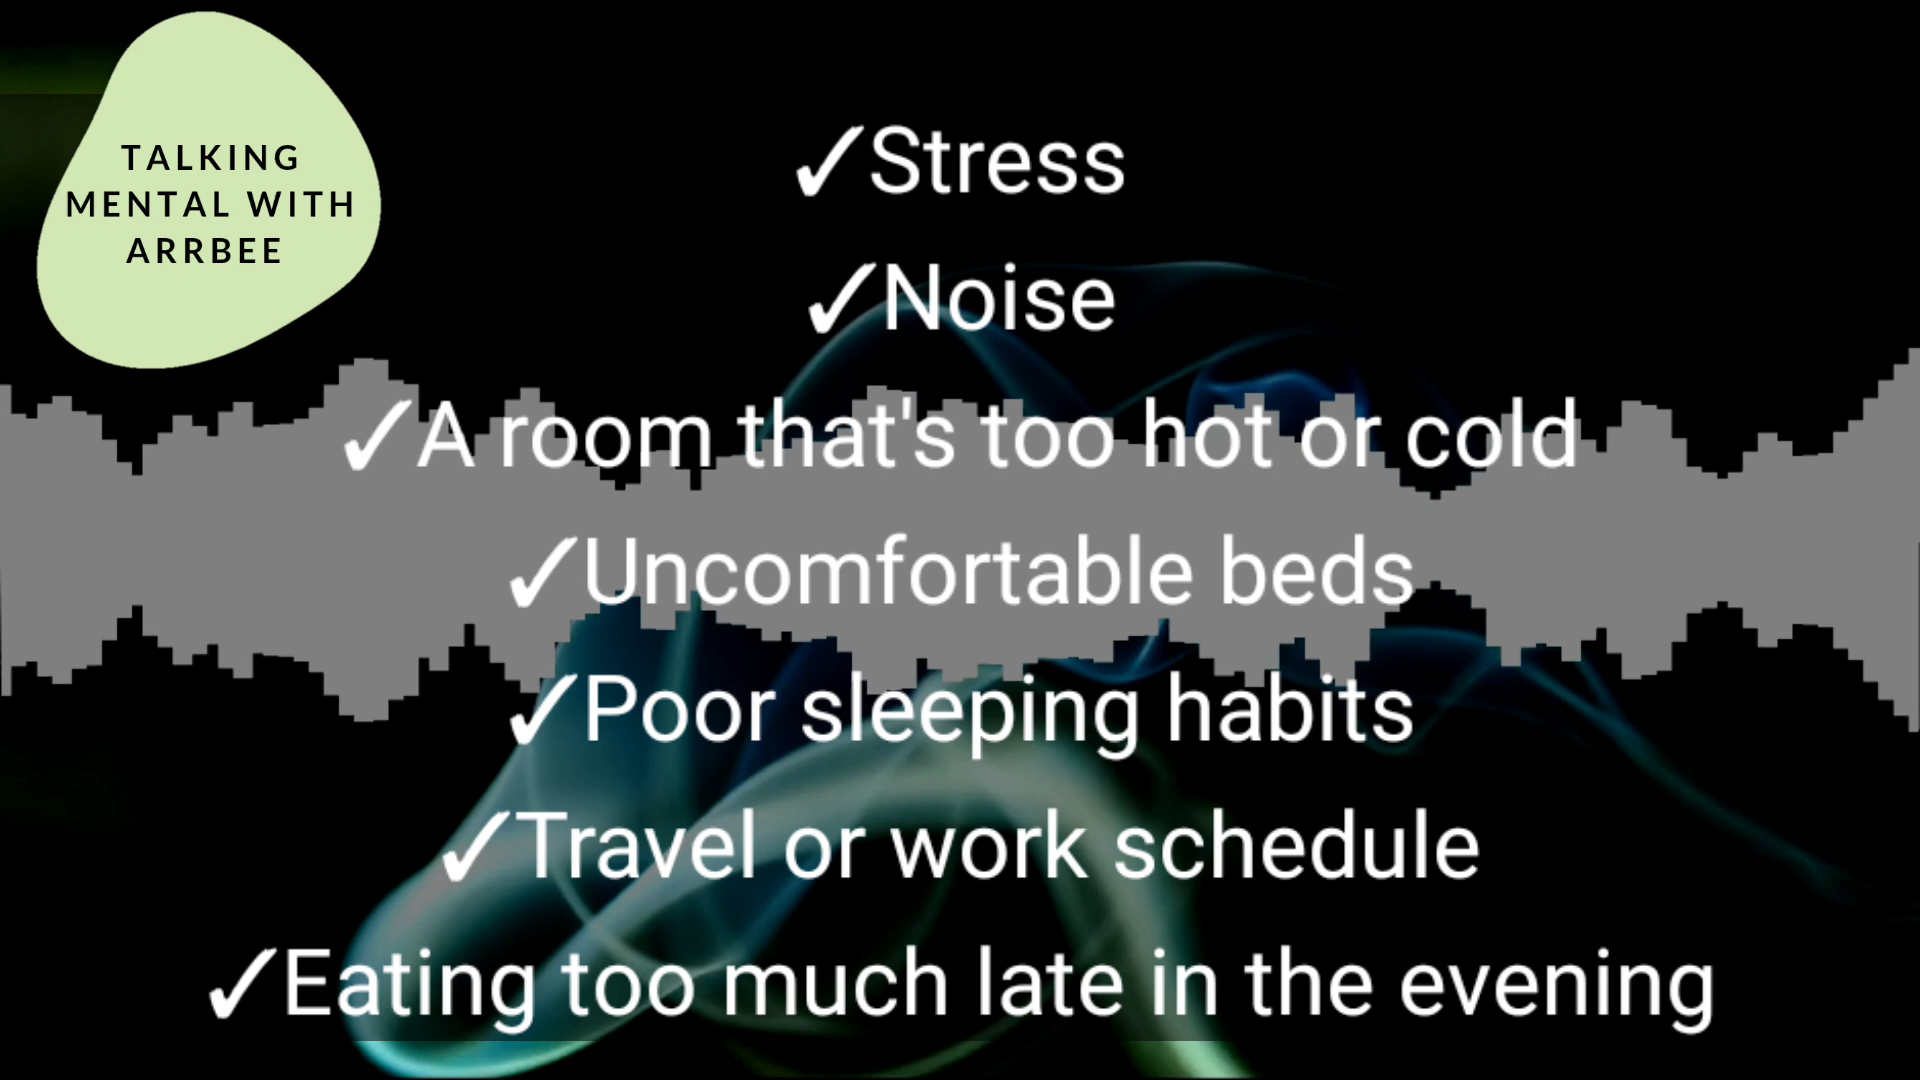 TALKING
MENTAL WITH
ARRBEE
✓Stress
✓Noise
✓A room that's too hot or cold
✓Uncomfortable beds
✓Poor sleeping habits
✓Travel or work schedule
✓Eating too much late in the evening